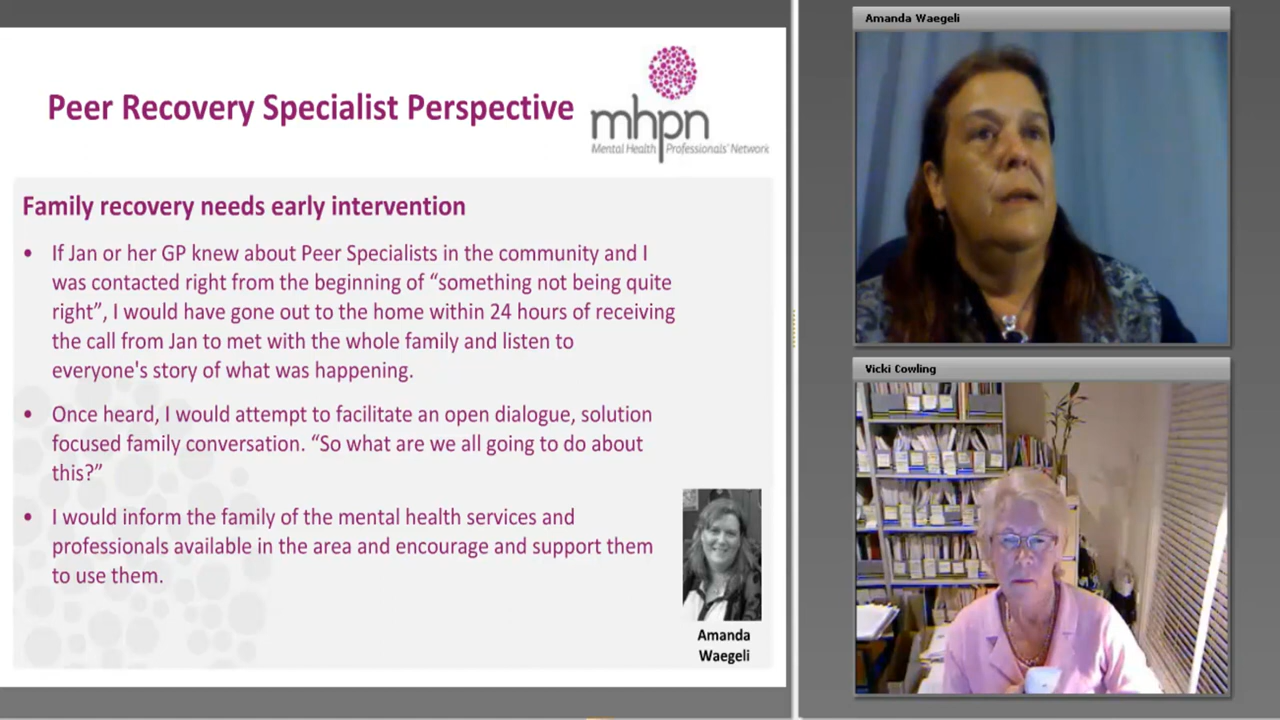 Peer Recovery Specialist Perspective
mhpn
Mental Health Professionals' Network
Family recovery needs early intervention
• If Jan or her GP knew about Peer Specialists in the community and I
was contacted right from the beginning of “something not being quite
right”, I would have gone out to the home within 24 hours of receiving
the call from Jan to met with the whole family and listen to
everyone's story of what was happening.
• Once heard, I would attempt to facilitate an open dialogue, solution
focused family conversation. “So what are we all going to do about
this?”
• I would inform the family of the mental health services and
professionals available in the area and encourage and support them
to use them.
Amanda
Waegeli
Amanda Waegeli
Vicki Cowling